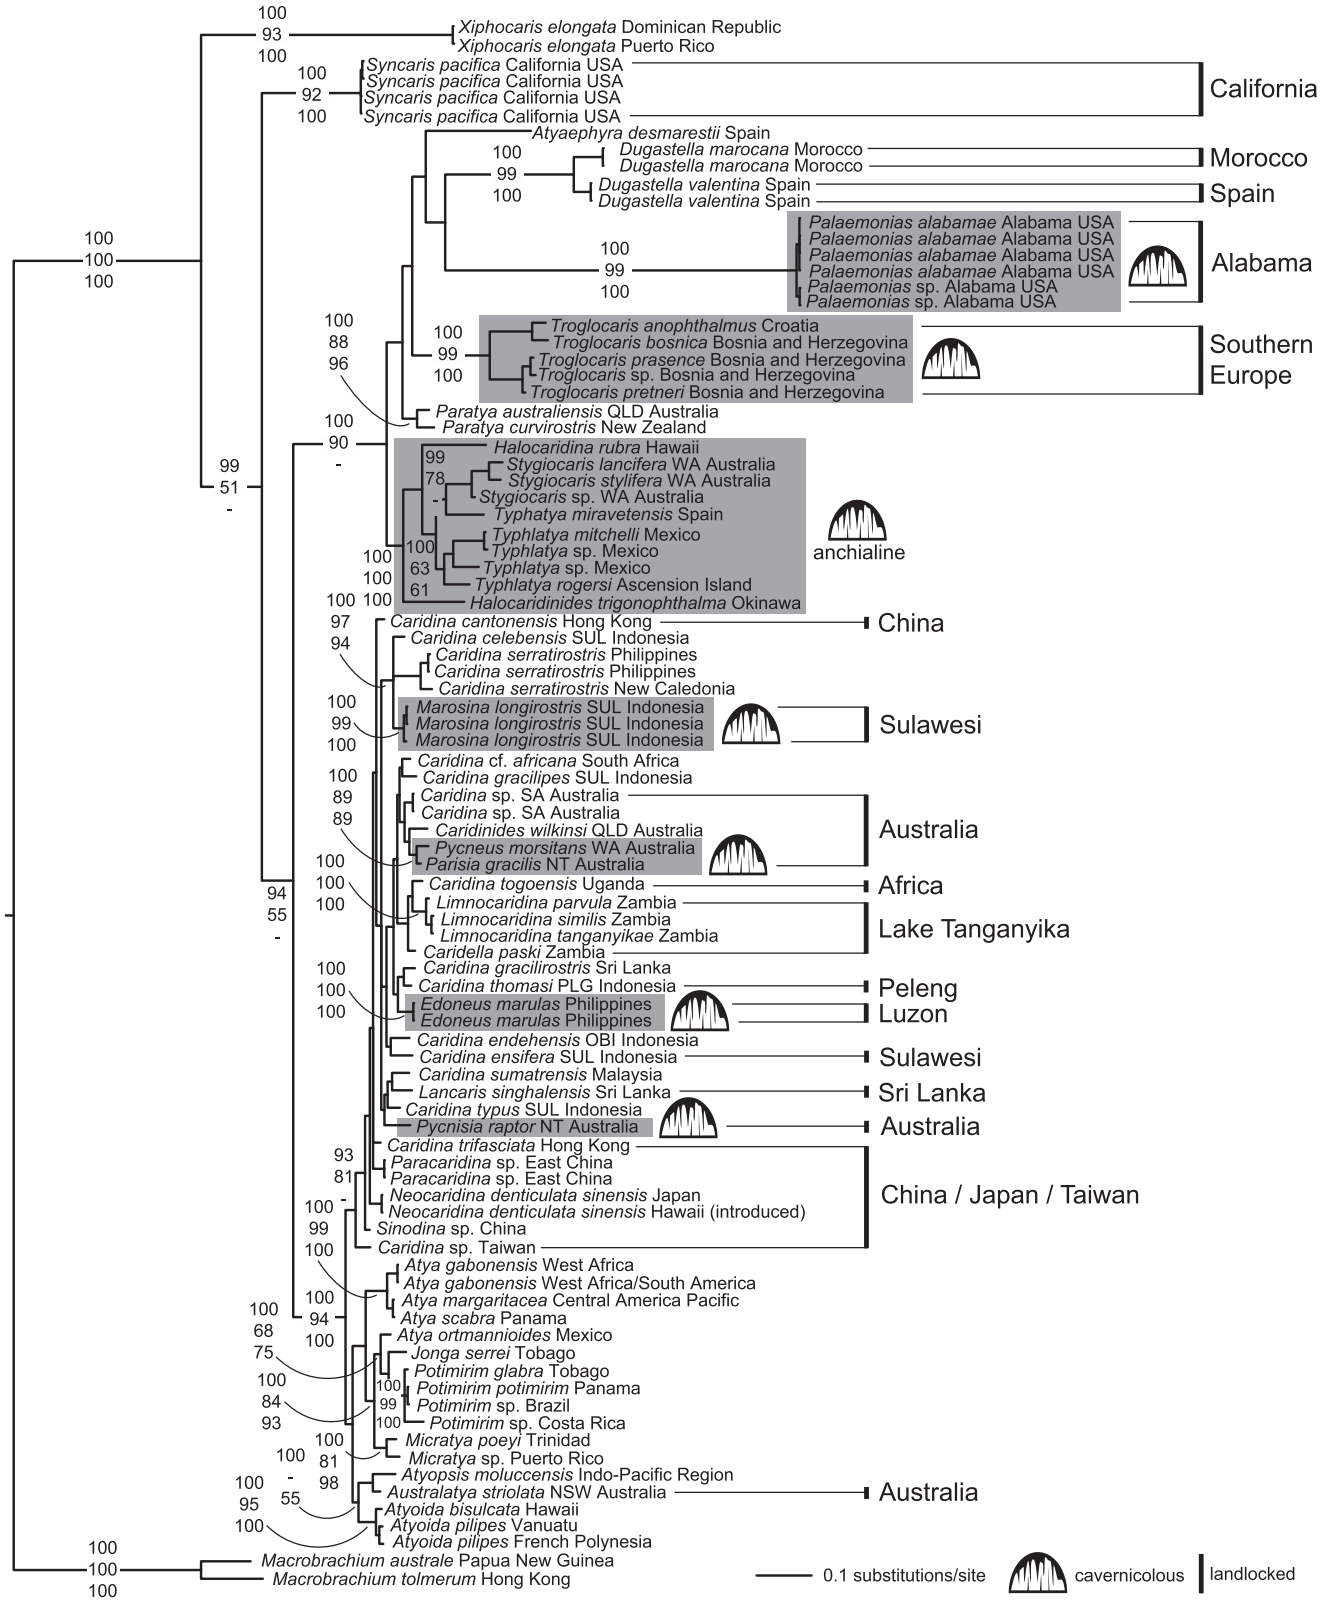 100
93
100
Xiphocaris elongata Dominican Republic
Xiphocaris elongata Puerto Rico
100
92
100
Syncaris pacifica California USA
Syncaris pacifica California USA
Syncaris pacifica California USA
Syncaris pacifica California USA
California
Atyaephyra desmarestii Spain
100
99
100
Dugastella marocana Morocco
Dugastella marocana Morocco
Morocco
Dugastella valentina Spain
Dugastella valentina Spain
Spain
100
100
100
100
99
100
Palaemonias alabamae Alabama USA
Palaemonias alabamae Alabama USA
Palaemonias alabamae Alabama USA
Palaemonias alabamae Alabama USA
Palaemonias sp. Alabama USA
Palaemonias sp. Alabama USA
Alabama
100
88
96
100
99
100
Troglocaris anophthalmus Croatia
Troglocaris bosnica Bosnia and Herzegovina
Troglocaris prasence Bosnia and Herzegovina
Troglocaris sp. Bosnia and Herzegovina
Troglocaris pretneri Bosnia and Herzegovina
Southern
Europe
Paratya australiensis QLD Australia
Paratya curvirostris New Zealand
100
90
-
99
51
-
Halocaridina rubra Hawaii
99
78
-
Stygiocaris lancifera WA Australia
Stygiocaris stylifera WA Australia
Stygiocaris sp. WA Australia
Typhatya miravetensis Spain
Typhlatya mitchelli Mexico
Typhlatya sp. Mexico
Typhlatya sp. Mexico
Typhlatya rogersi Ascension Island
Halocaridinides trigonophthalma Okinawa
anchialine
100
63
61
100
100
100
100
97
94
Caridina cantonensis Hong Kong
China
Caridina celebensis SUL Indonesia
Caridina serratirostris Philippines
Caridina serratirostris Philippines
Caridina serratirostris New Caledonia
100
99
100
Marosina longirostris SUL Indonesia
Marosina longirostris SUL Indonesia
Marosina longirostris SUL Indonesia
Sulawesi
Caridina cf. africana South Africa
Caridina gracilipes SUL Indonesia
100
89
89
Caridina sp. SA Australia
Caridina sp. SA Australia
Caridinides wilkinsi QLD Australia
Pycneus morsitans WA Australia
Parisia gracilis NT Australia
Australia
100
100
100
Caridina togoensis Uganda
Africa
Limnocaridina parvula Zambia
Limnocaridina similis Zambia
Limnocaridina tanganyikae Zambia
Caridella paski Zambia
Lake Tanganyika
94
55
-
Caridina gracilirostris Sri Lanka
Caridina thomasi PLG Indonesia
Peleng
100
100
100
Edoneus marulas Philippines
Edoneus marulas Philippines
Luzon
Caridina endehensis OBI Indonesia
Caridina ensifera SUL Indonesia
Sulawesi
Caridina sumatrensis Malaysia
Lancaris singhalensis Sri Lanka
Sri Lanka
Caridina typus SUL Indonesia
Pycnisia raptor NT Australia
Australia
Caridina trifasciata Hong Kong
93
81
-
Paracaridina sp. East China
Paracaridina sp. East China
Neocaridina denticulata sinensis Japan
Neocaridina denticulata sinensis Hawaii (introduced)
Sinodina sp. China
Caridina sp. Taiwan
China / Japan / Taiwan
100
99
100
Atya gabonensis West Africa
Atya gabonensis West Africa/South America
Atya margaritacea Central America Pacific
Atya scabra Panama
100
94
100
100
68
75
Atya ortmannioides Mexico
Jonga serrei Tobago
Potimirim glabra Tobago
Potimirim potimirim Panama
Potimirim sp. Brazil
Potimirim sp. Costa Rica
100
99
100
100
84
93
Micratya poeyi Trinidad
Micratya sp. Puerto Rico
100
81
98
100
-
55
Atyopsis moluccensis Indo-Pacific Region
Australatya striolata NSW Australia
Australia
100
95
100
Atyoida bisulcata Hawaii
Atyoida pilipes Vanuatu
Atyoida pilipes French Polynesia
100
100
100
Macrobrachium australe Papua New Guinea
Macrobrachium tolmerum Hong Kong
0.1 substitutions/site
cavernicolous
landlocked